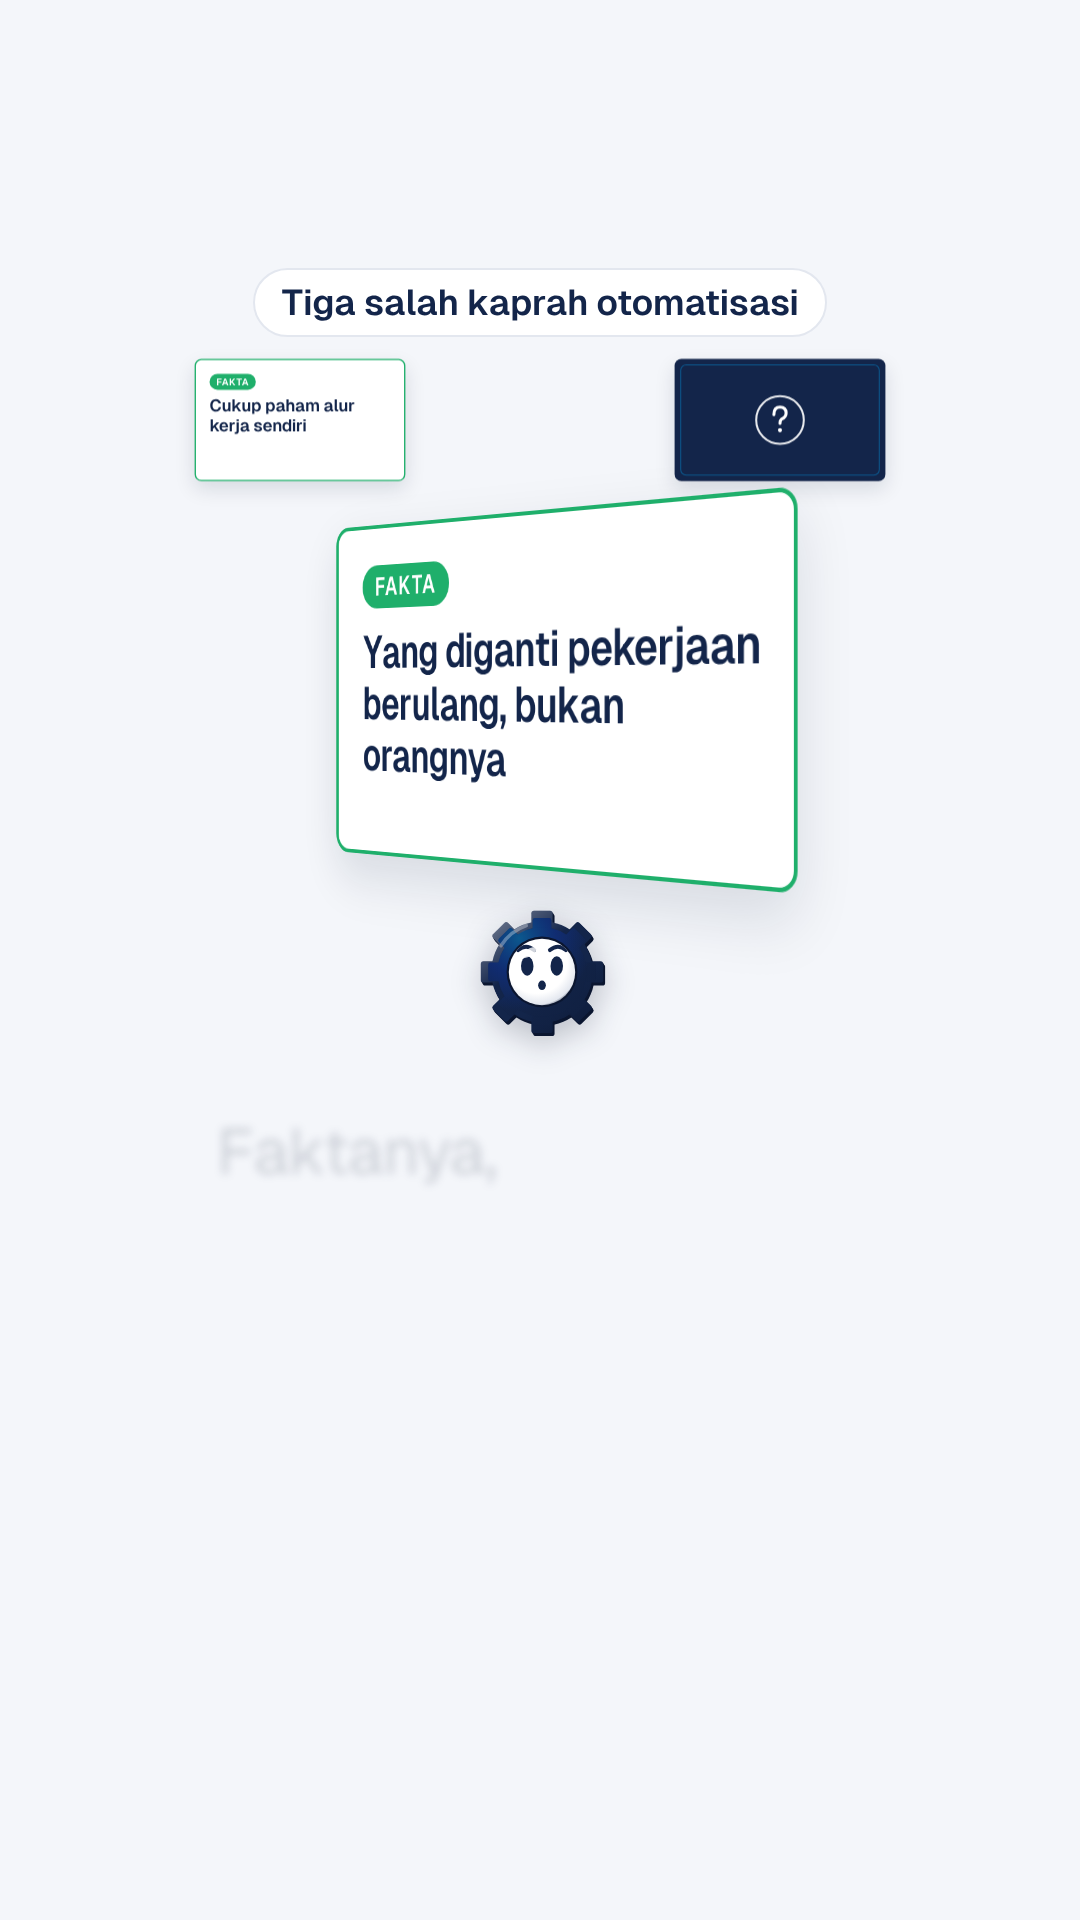 Tiga salah kaprah otomatisasi
FAKTA
Cukup paham alur
kerja sendiri
?
FAKTA
Yang diganti pekerjaan
berulang, bukan
orangnya
Faktanya,